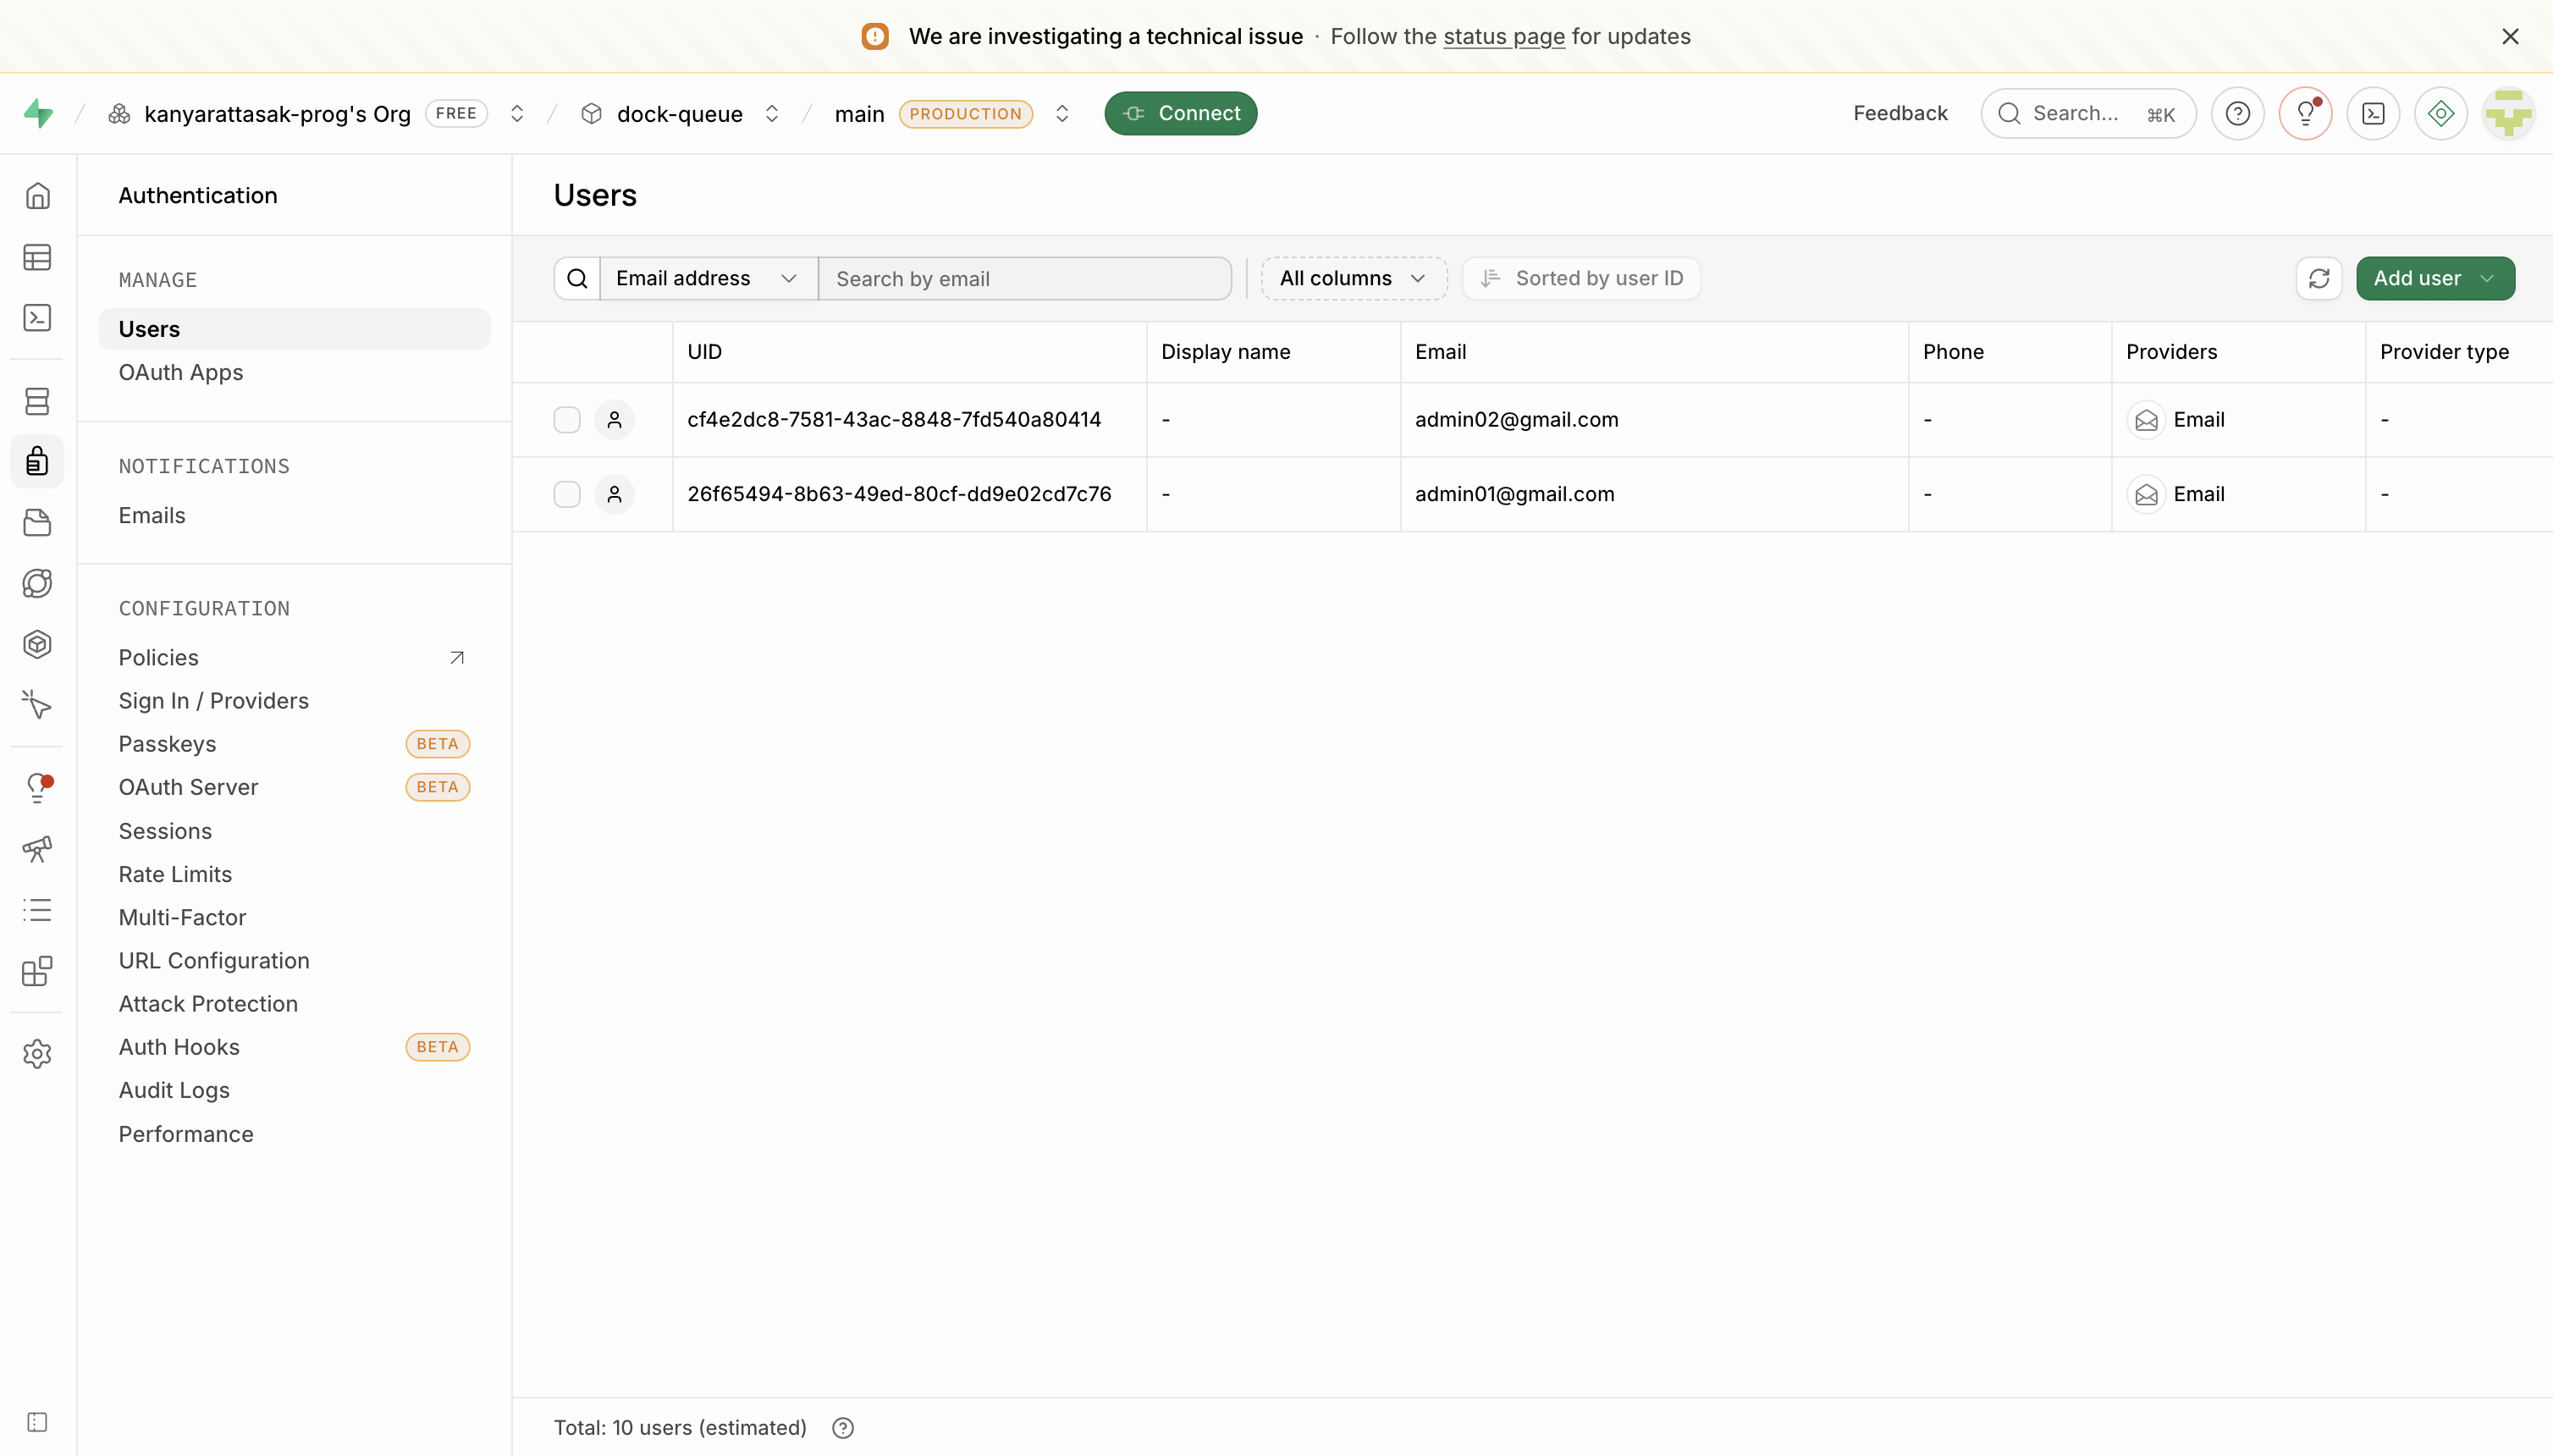 We are investigating a technical issue · Follow the status page for updates
kanyarattasak-prog's Org FREE / dock-queue / main PRODUCTION Connect
Feedback Search... ⌘K
Authentication
MANAGE
Users
OAuth Apps
NOTIFICATIONS
Emails
CONFIGURATION
Policies
Sign In / Providers
Passkeys BETA
OAuth Server BETA
Sessions
Rate Limits
Multi-Factor
URL Configuration
Attack Protection
Auth Hooks BETA
Audit Logs
Performance
Users
Email address Search by email All columns Sorted by user ID Add user
UID Display name Email Phone Providers Provider type
cf4e2dc8-7581-43ac-8848-7fd540a80414 - admin02@gmail.com - Email -
26f65494-8b63-49ed-80cf-dd9e02cd7c76 - admin01@gmail.com - Email -
Total: 10 users (estimated)